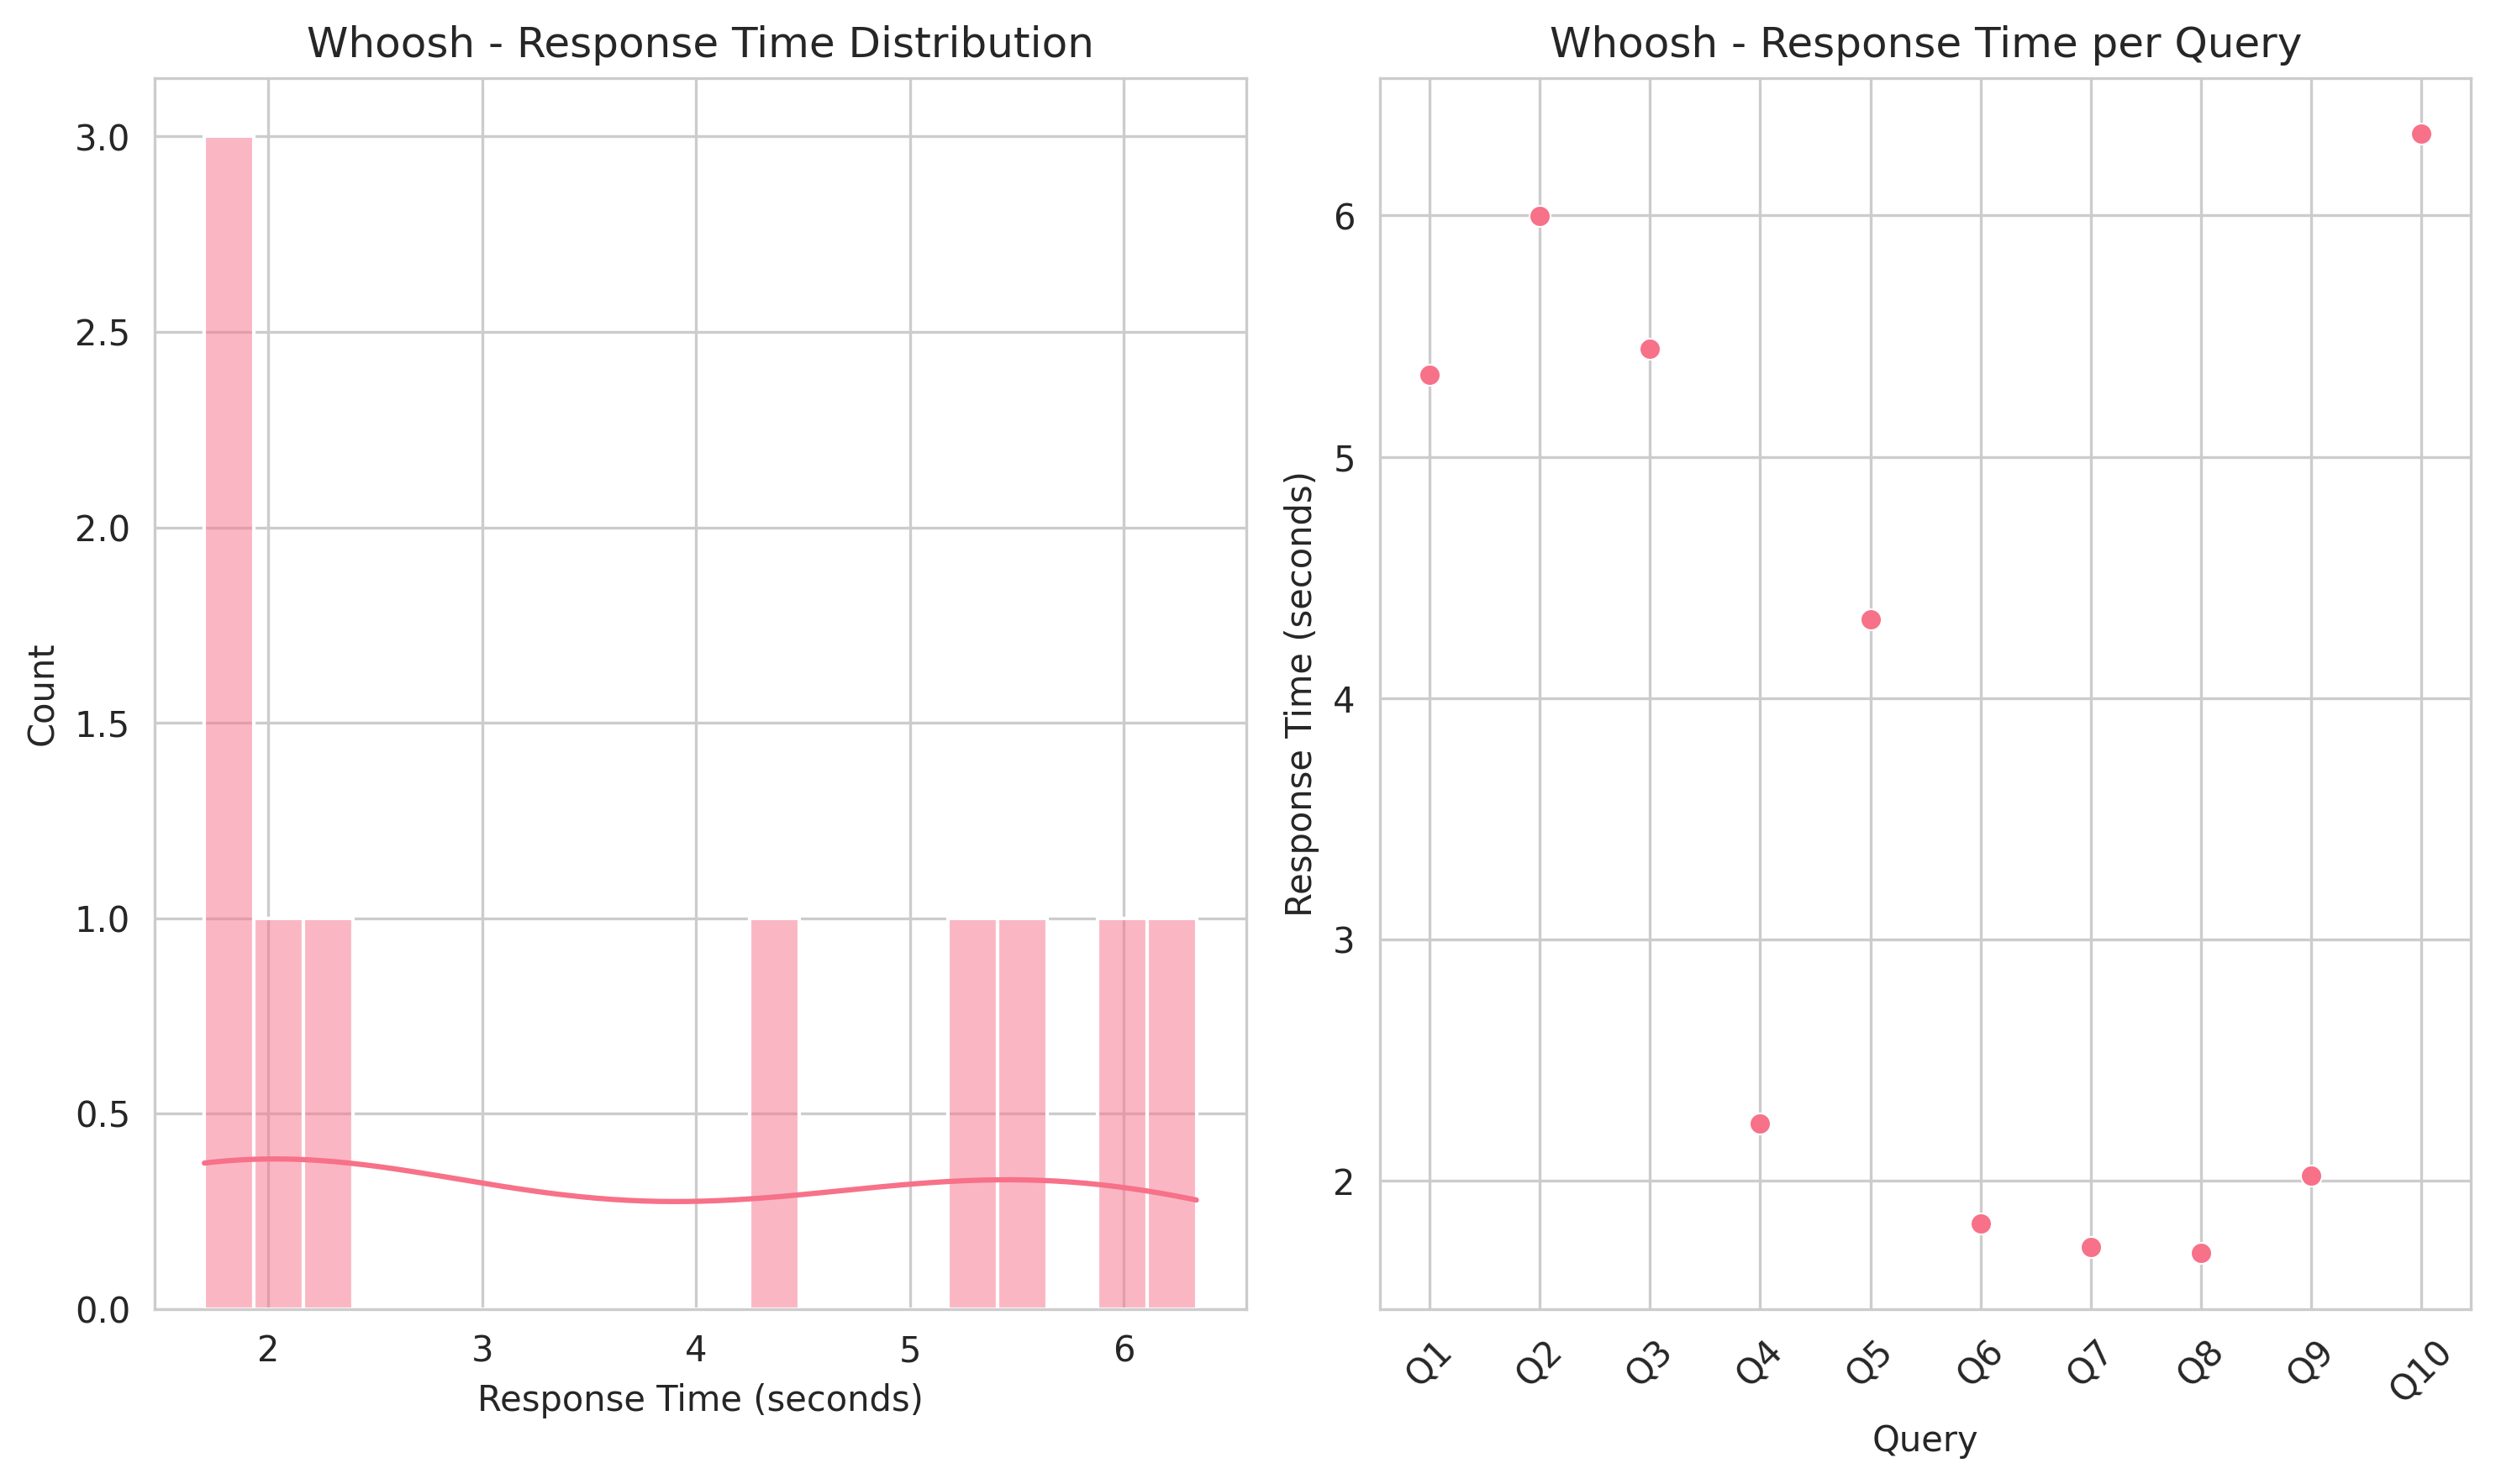 Whoosh - Response Time Distribution
3.0
2.5
2.0
1.5
1.0
0.5
0.0
Count
2 3 4 5 6
Response Time (seconds)
Whoosh - Response Time per Query
6
5
4
3
2
Response Time (seconds)
Q1 Q2 Q3 Q4 Q5 Q6 Q7 Q8 Q9 Q10
Query